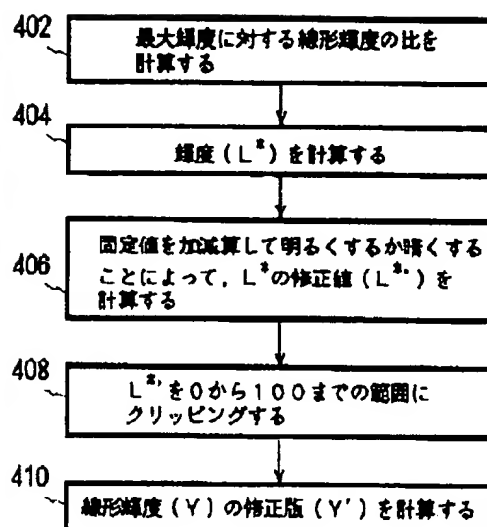 402
最大輝度に対する線形輝度の比を
計算する
404
輝度(L*)を計算する
406
固定値を加減算して明るくするか暗くする
ことによって,L*の修正値(L*')を
計算する
408
L*'を0から100までの範囲に
クリッピングする
410
線形輝度(Y)の修正版(Y')を計算する